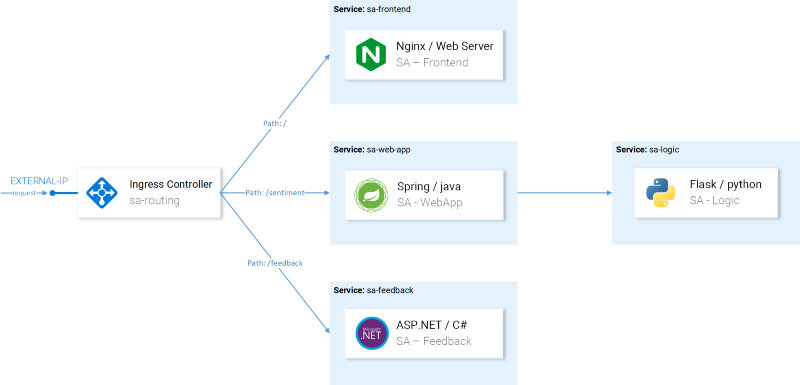 Service: sa-frontend
Nginx / Web Server
SA – Frontend
Path: /
Service: sa-web-app
Service: sa-logic
EXTERNAL-IP
request
Ingress Controller
sa-routing
Path: /sentiment
Spring / java
SA - WebApp
Flask / python
SA - Logic
Path: /feedback
Service: sa-feedback
ASP.NET / C#
SA – Feedback
.NET